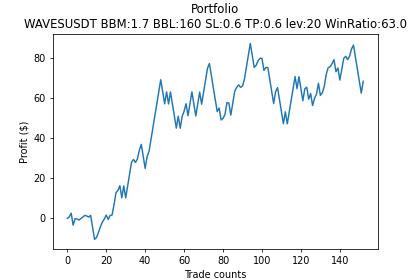 Portfolio
WAVESUSDT BBM:1.7 BBL:160 SL:0.6 TP:0.6 lev:20 WinRatio:63.0
80
60
40
20
0
Profit ($)
0 20 40 60 80 100 120 140
Trade counts